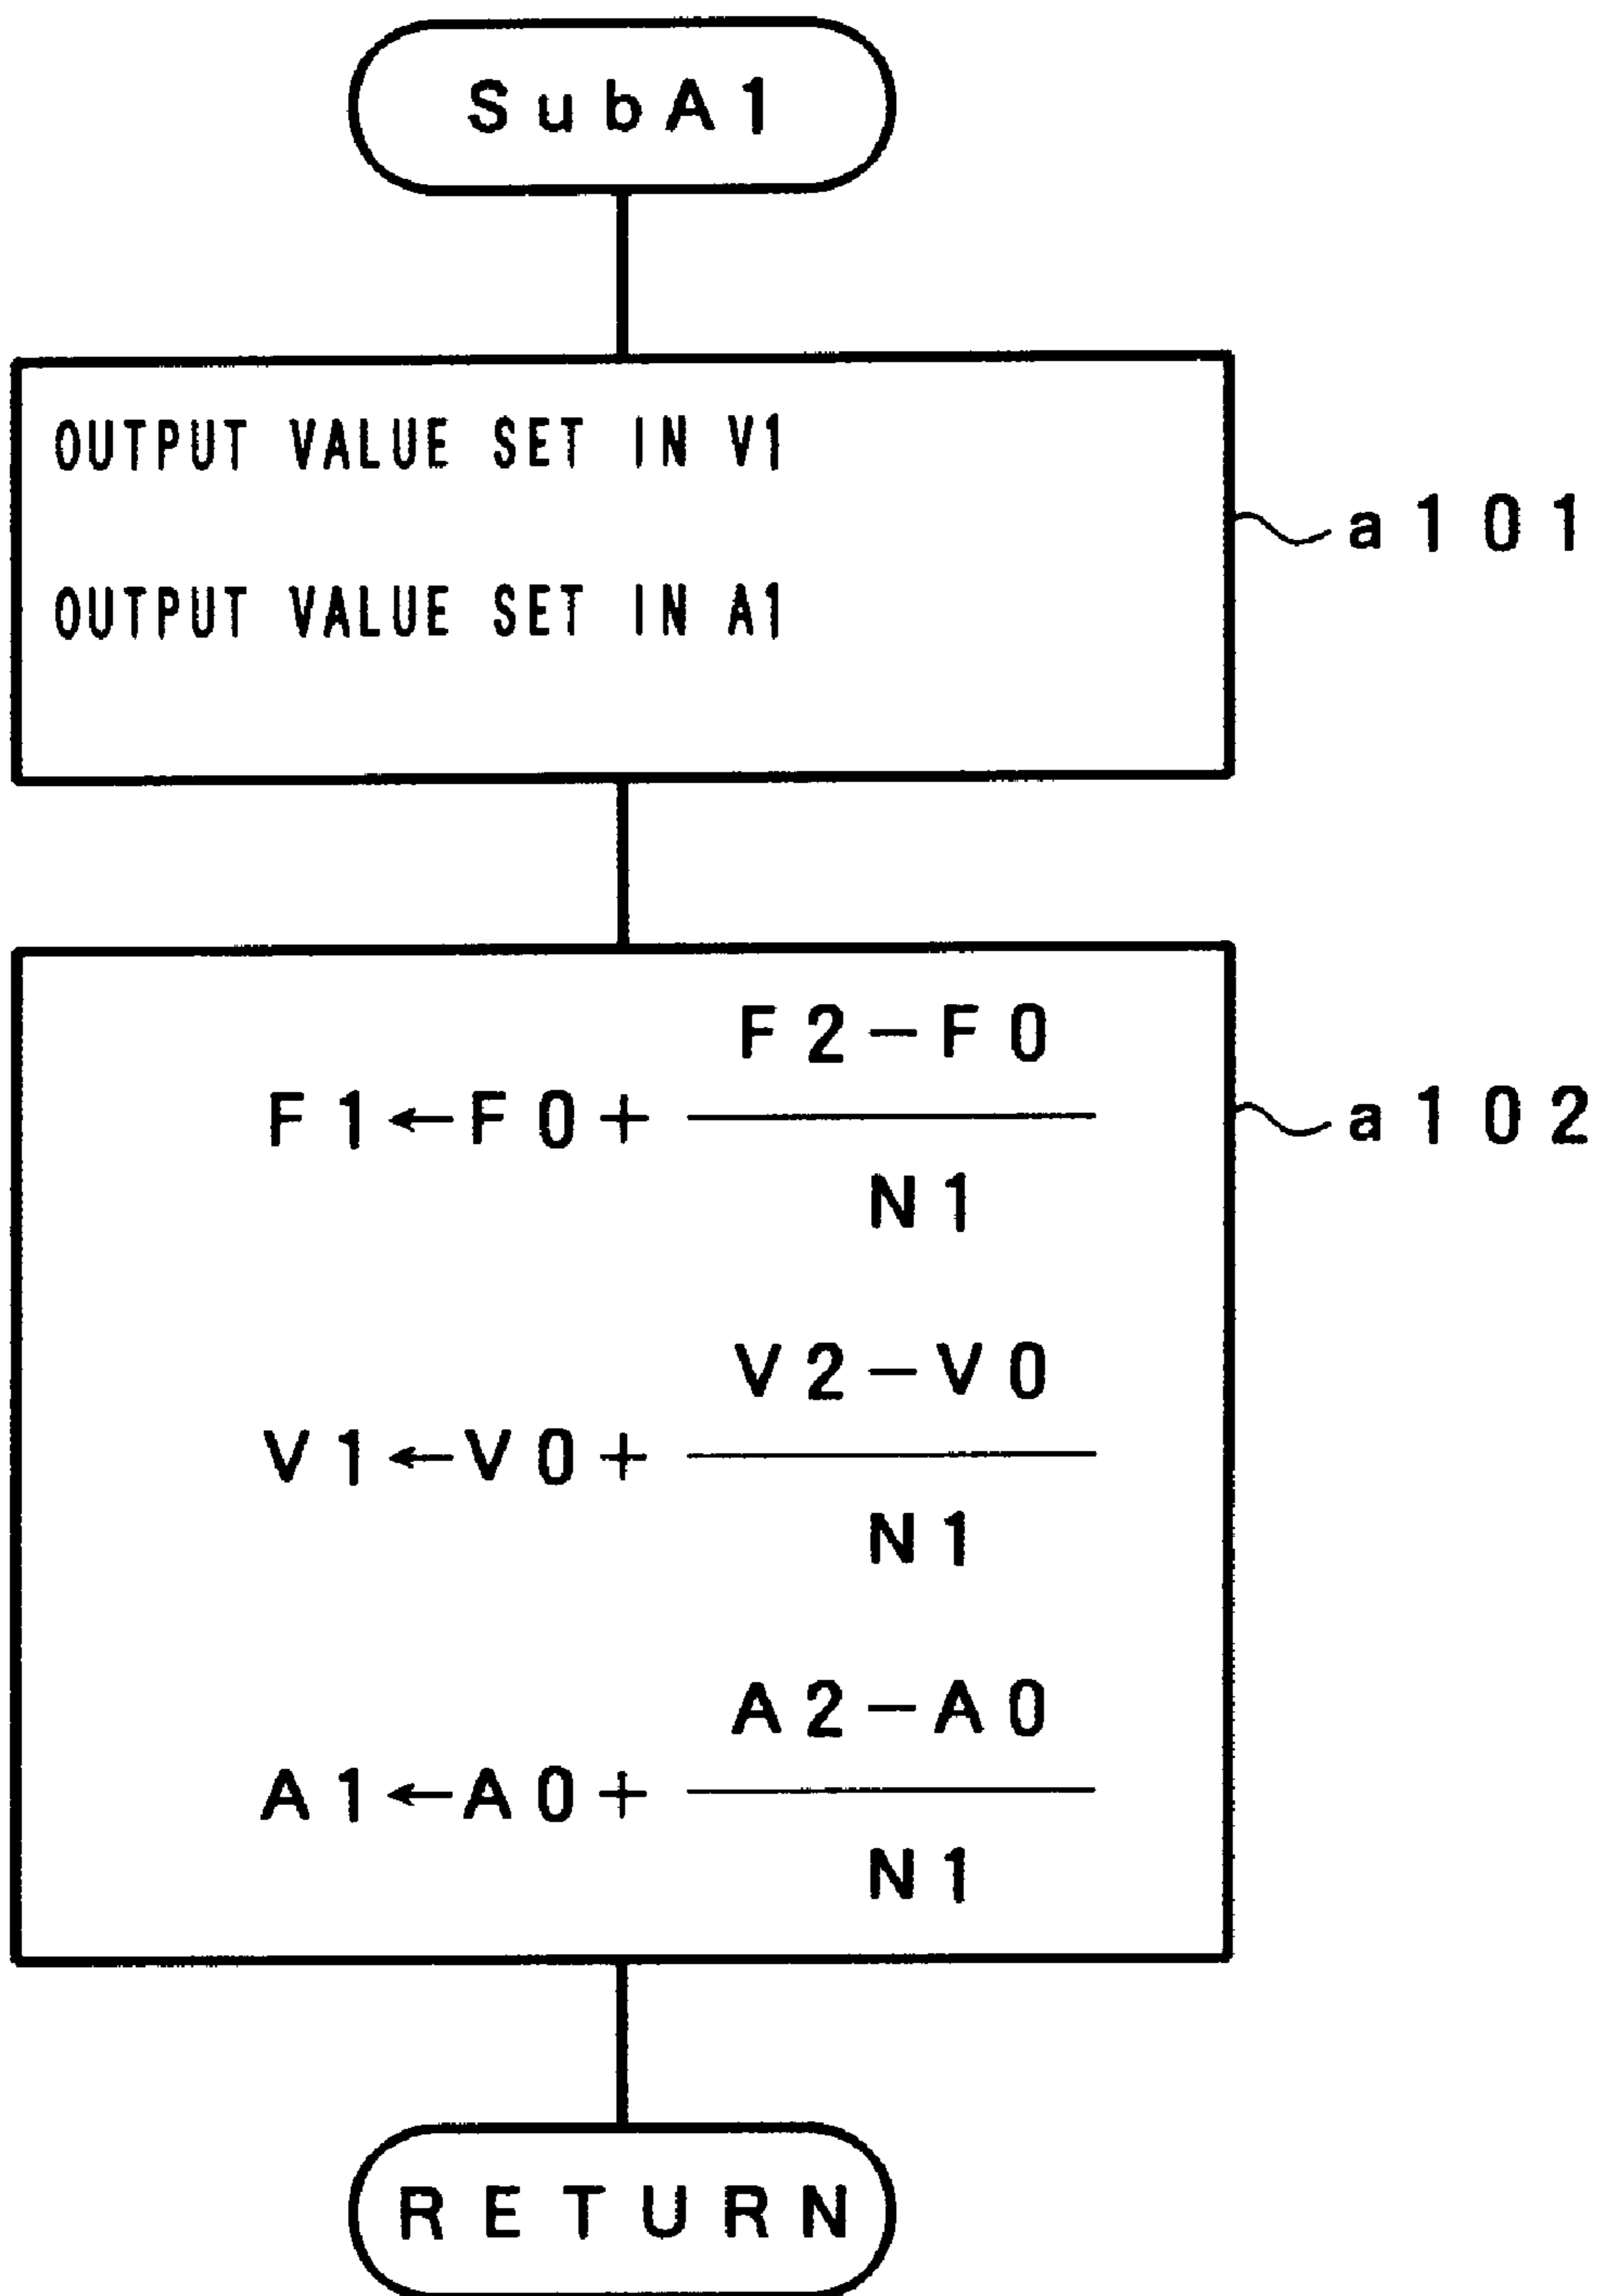 SubA1
OUTPUT VALUE SET IN V1
a101
OUTPUT VALUE SET IN A1
F2-F0
F1←F0+
a102
N1
V2-V0
V1←V0+
N1
A2-A0
A1←A0+
N1
RETURN